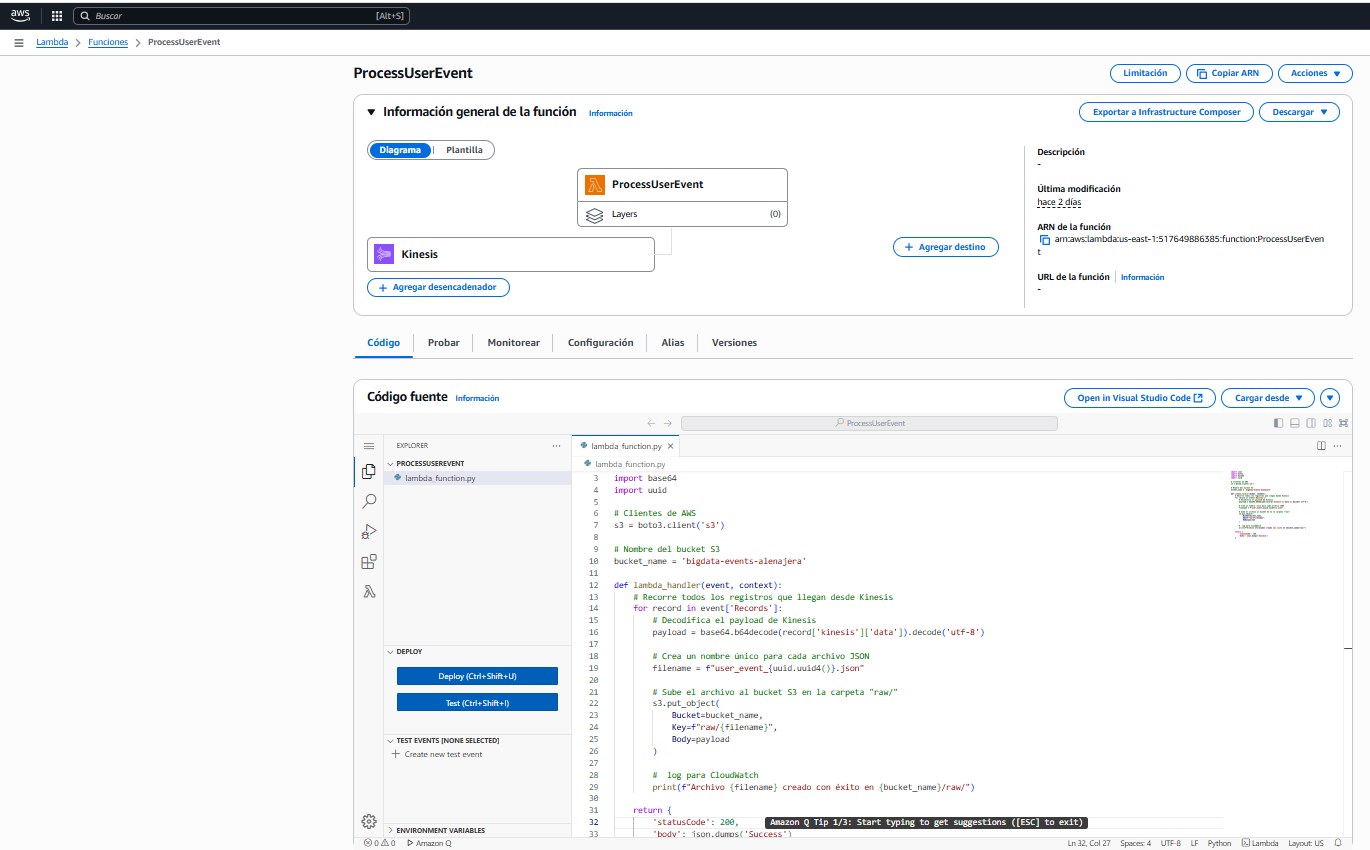 aws
Buscar [Alt+S]
Lambda > Funciones > ProcessUserEvent
ProcessUserEvent
Limitación Copiar ARN Acciones
Información general de la función Información
Exportar a Infrastructure Composer Descargar
Diagrama Plantilla
ProcessUserEvent
Layers (0)
Kinesis
+ Agregar desencadenador
+ Agregar destino
Descripción
-
Última modificación
hace 2 días
ARN de la función
arn:aws:lambda:us-east-1:517649886385:function:ProcessUserEven
t
URL de la función Información
-
Código Probar Monitorear Configuración Alias Versiones
Código fuente Información
Open in Visual Studio Code Cargar desde
ProcessUserEvent
EXPLORER ...
PROCESSUSEREVENT
lambda_function.py
DEPLOY
Deploy (Ctrl+Shift+U)
Test (Ctrl+Shift+I)
TEST EVENTS [NONE SELECTED]
+ Create new test event
ENVIRONMENT VARIABLES
lambda_function.py ×
lambda_function.py
3 import base64
4 import uuid
5
6 # Clientes de AWS
7 s3 = boto3.client('s3')
8
9 # Nombre del bucket S3
10 bucket_name = 'bigdata-events-alenajera'
11
12 def lambda_handler(event, context):
13 # Recorre todos los registros que llegan desde Kinesis
14 for record in event['Records']:
15 # Decodifica el payload de Kinesis
16 payload = base64.b64decode(record['kinesis']['data']).decode('utf-8')
17
18 # Crea un nombre único para cada archivo JSON
19 filename = f"user_event_{uuid.uuid4()}.json"
20
21 # Sube el archivo al bucket S3 en la carpeta "raw/"
22 s3.put_object(
23 Bucket=bucket_name,
24 Key=f"raw/{filename}",
25 Body=payload
26 )
27
28 # log para CloudWatch
29 print(f"Archivo {filename} creado con éxito en {bucket_name}/raw/")
30
31 return {
32 'statusCode': 200, Amazon Q Tip 1/3: Start typing to get suggestions ([ESC] to exit)
33 'body': json.dumps('Success')
0 0 Amazon Q Ln 32, Col 27 Spaces: 4 UTF-8 LF Python Lambda Layout: US